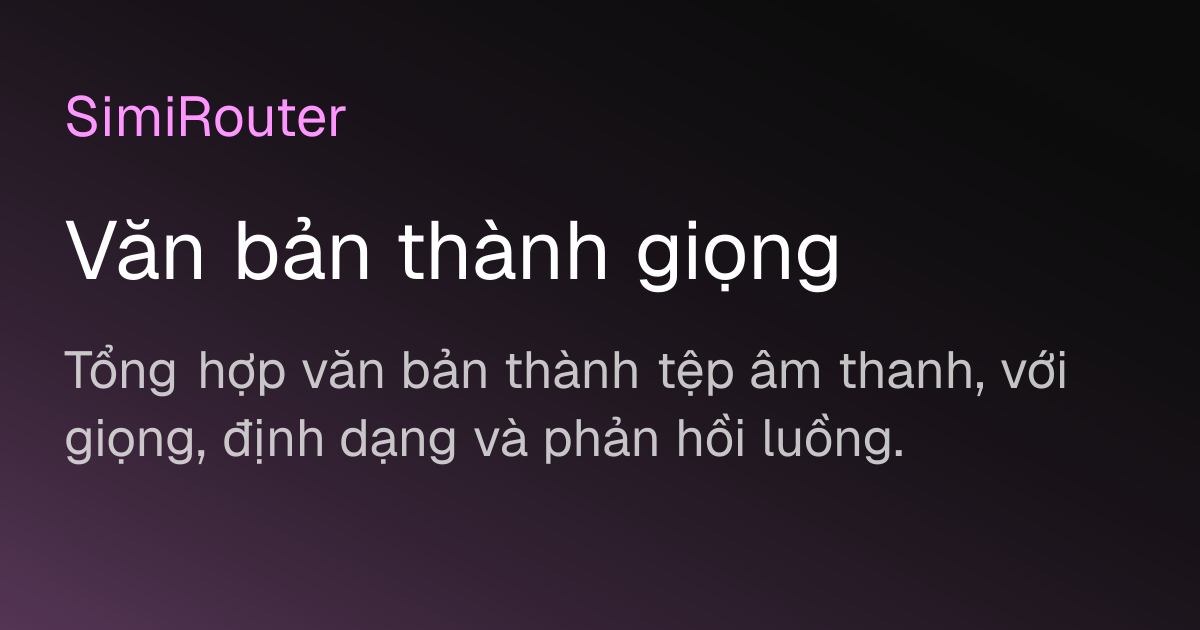 SimiRouter
Văn bản thành giọng
Tổng hợp văn bản thành tệp âm thanh, với
giọng, định dạng và phản hồi luồng.